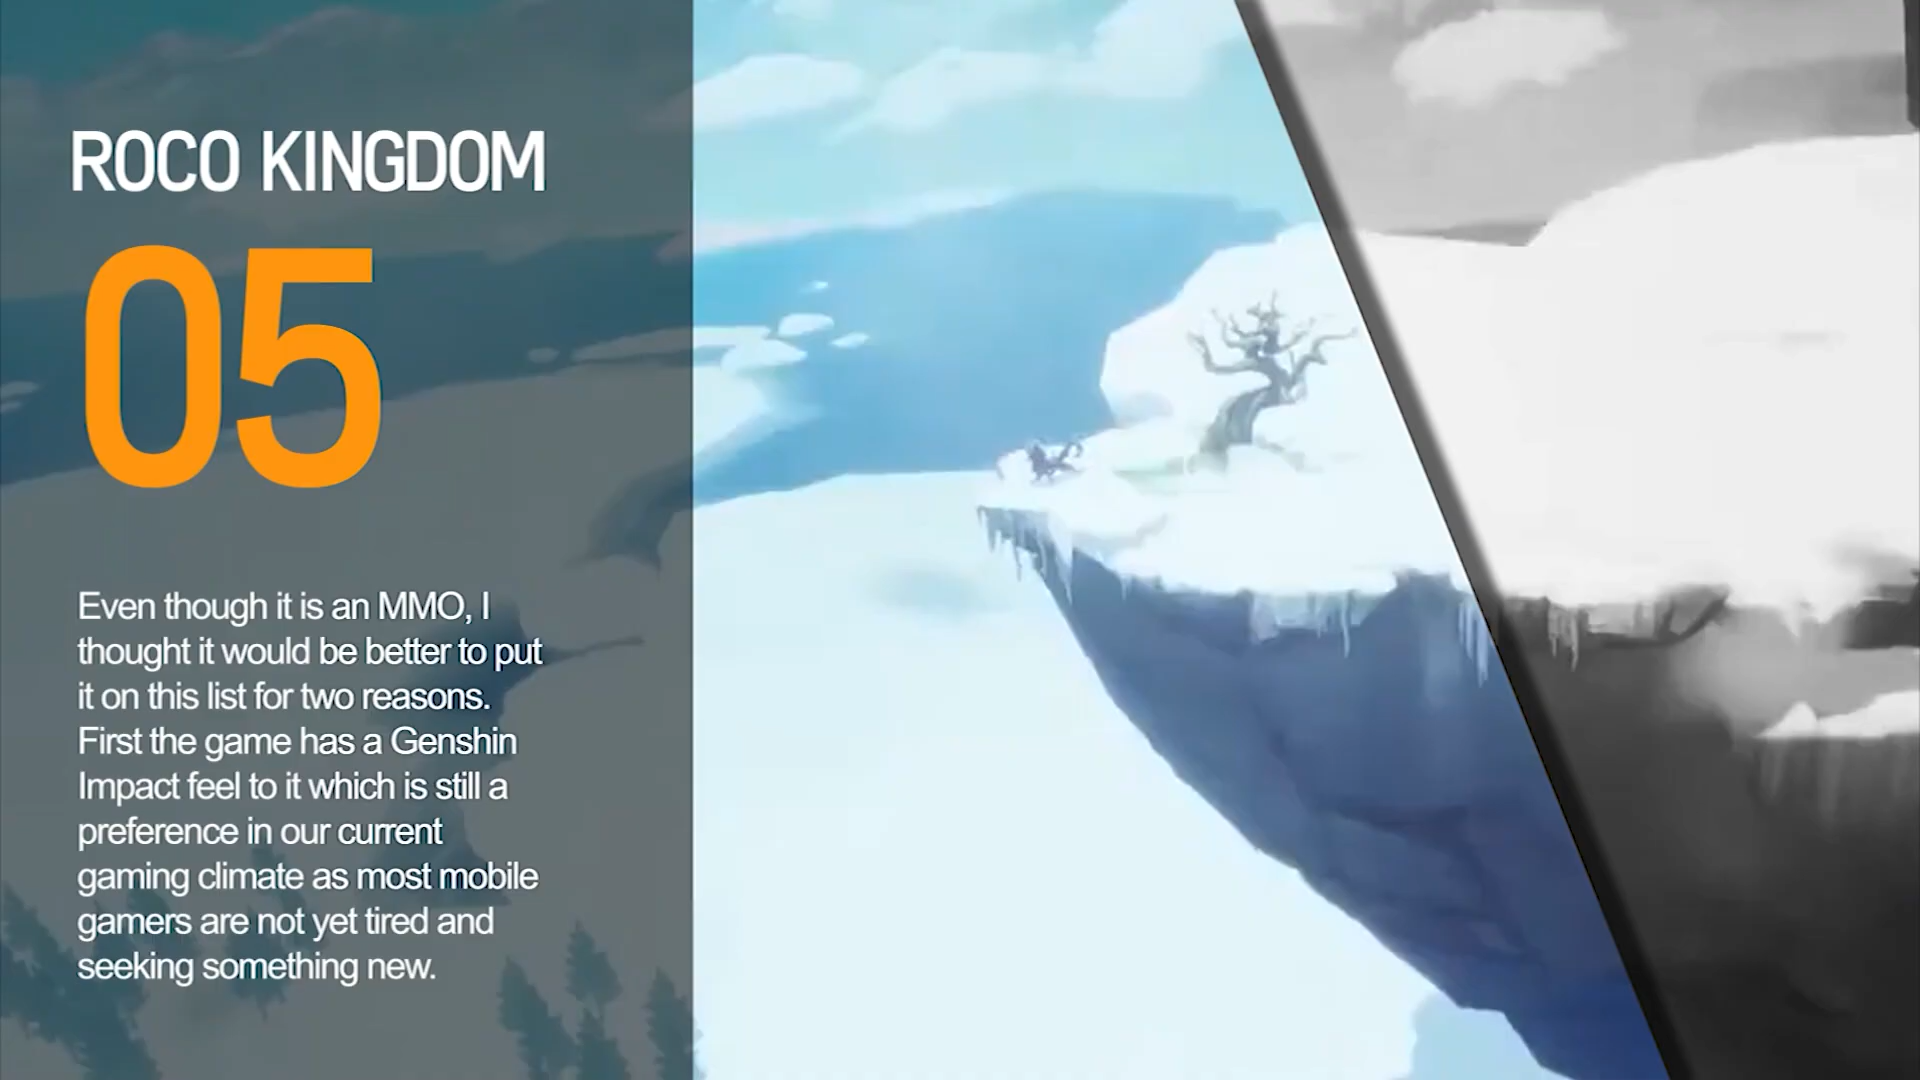 ROCO KINGDOM
05
Even though it is an MMO, I
thought it would be better to put
it on this list for two reasons.
First the game has a Genshin
Impact feel to it which is still a
preference in our current
gaming climate as most mobile
gamers are not yet tired and
seeking something new.